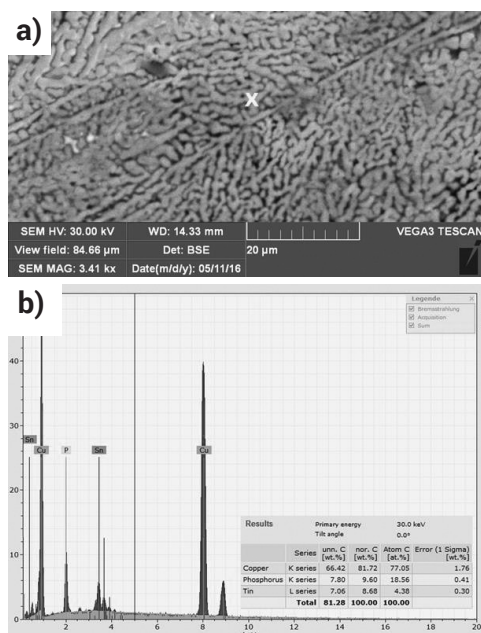 a)
X
SEM HV: 30.00 kV WD: 14.33 mm VEGA3 TESCAN
View field: 84.66 µm Det: BSE 20 µm
SEM MAG: 3.41 kx Date(m/d/y): 05/11/16
b)
Legende
Bremsstrahlung
Acquisition
Sum
40
30
Sn
Cu P Sn Cu
20
10
0
2 4 6 8 10 12 14 16 18 20
Results Primary energy 30.0 keV
Tilt angle 0.0°
Series unn. C nor. C Atom C Error (1 Sigma)
[wt.%] [wt.%] [at.%] [wt.%]
Copper K series 66.42 81.72 77.05 1.76
Phosphorus K series 7.80 9.60 18.56 0.41
Tin L series 7.06 8.68 4.38 0.30
Total 81.28 100.00 100.00